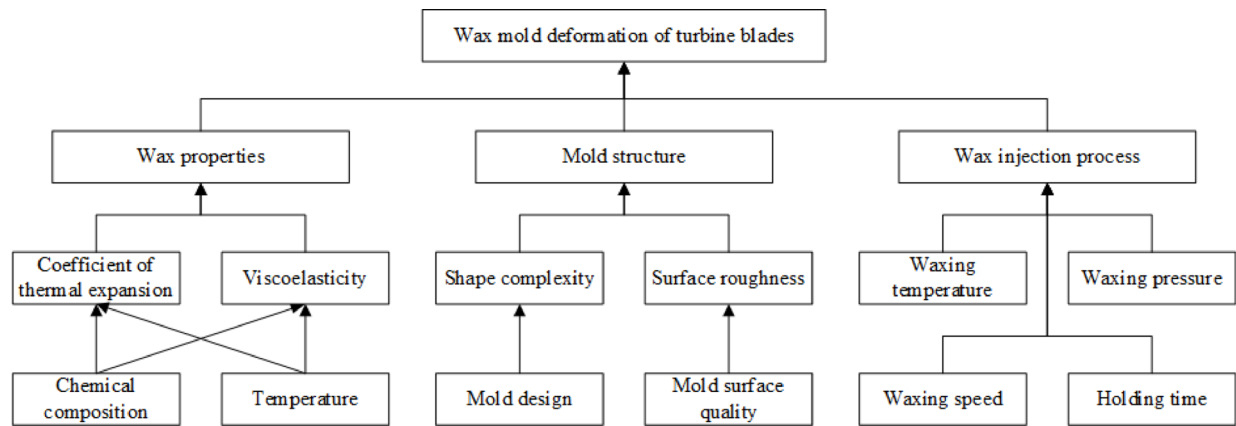 Wax mold deformation of turbine blades
Wax properties
Mold structure
Wax injection process
Coefficient of
thermal expansion
Viscoelasticity
Shape complexity
Surface roughness
Waxing
temperature
Waxing pressure
Chemical
composition
Temperature
Mold design
Mold surface
quality
Waxing speed
Holding time